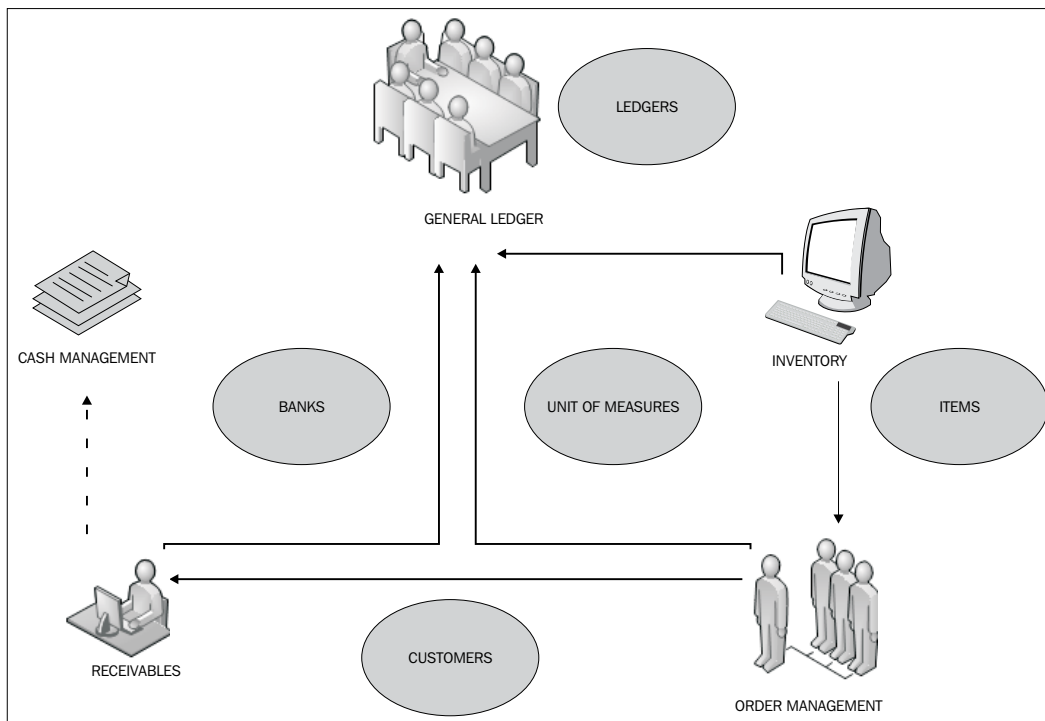 LEDGERS
GENERAL LEDGER
CASH MANAGEMENT
INVENTORY
BANKS
UNIT OF MEASURES
ITEMS
RECEIVABLES
CUSTOMERS
ORDER MANAGEMENT